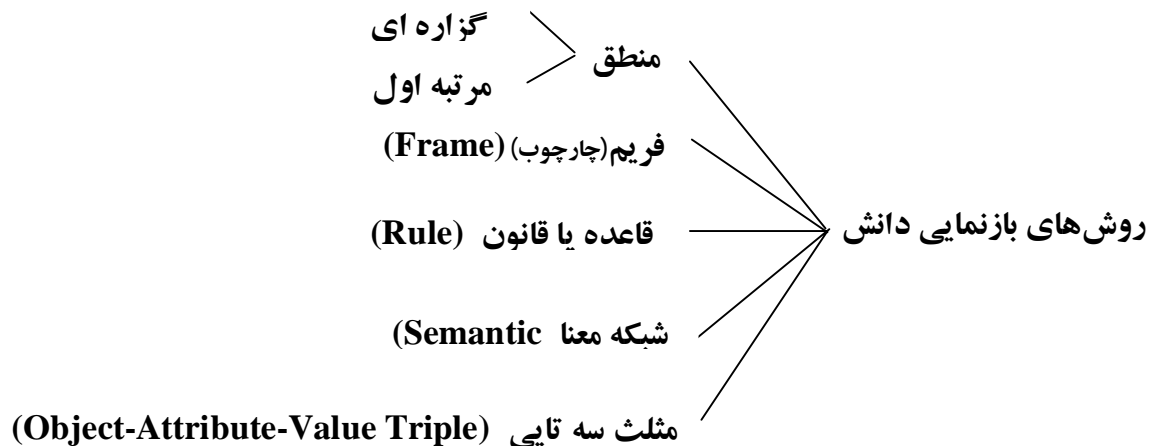 گزاره ای
منطق
مرتبه اول
فریم(چارچوب) (Frame)
روش‌های بازنمایی دانش
قاعده یا قانون (Rule)
شبکه معنا Semantic)
مثلث سه تایی (Object-Attribute-Value Triple)